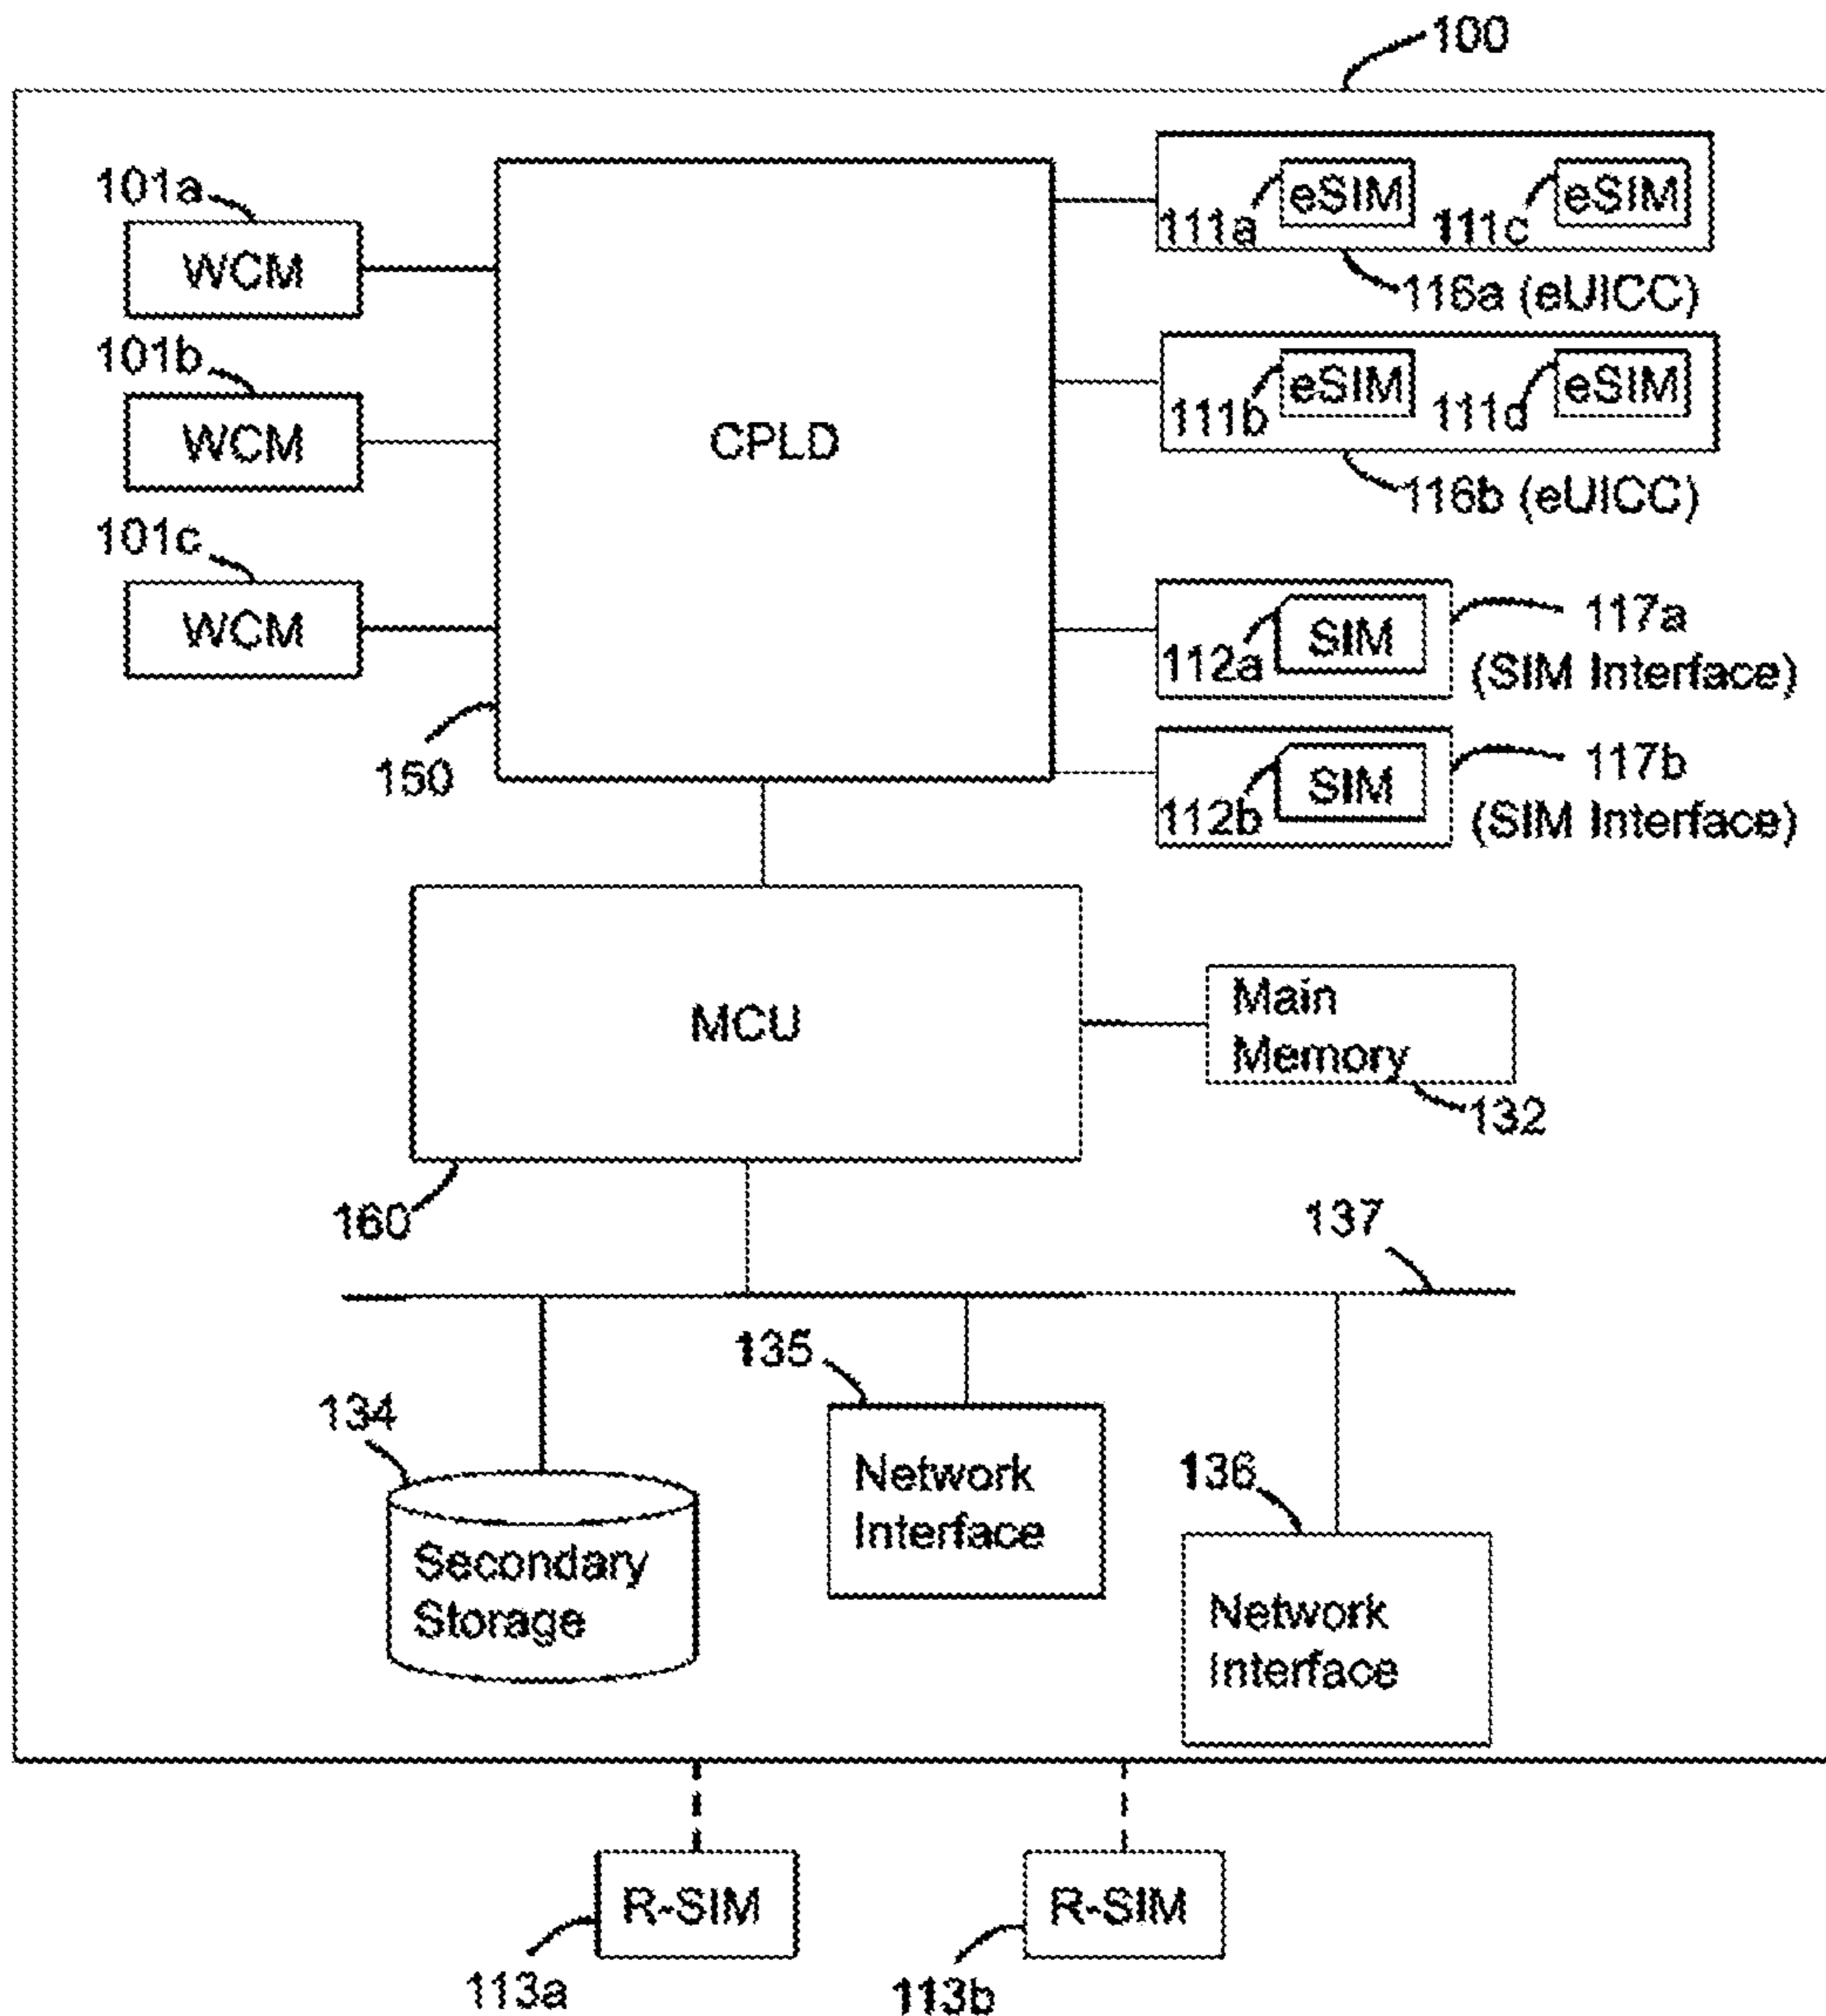 100
101a
WCM
101b
WCM
101c
WCM
CPLD
150
eSIM
111a
eSIM
111c
116a (eUICC)
eSIM
111b
eSIM
111d
116b (eUICC)
SIM
112a
117a
(SIM Interface)
SIM
112b
117b
(SIM Interface)
MCU
160
Main
Memory
132
137
134
Secondary
Storage
135
Network
Interface
136
Network
Interface
R-SIM
113a
R-SIM
113b